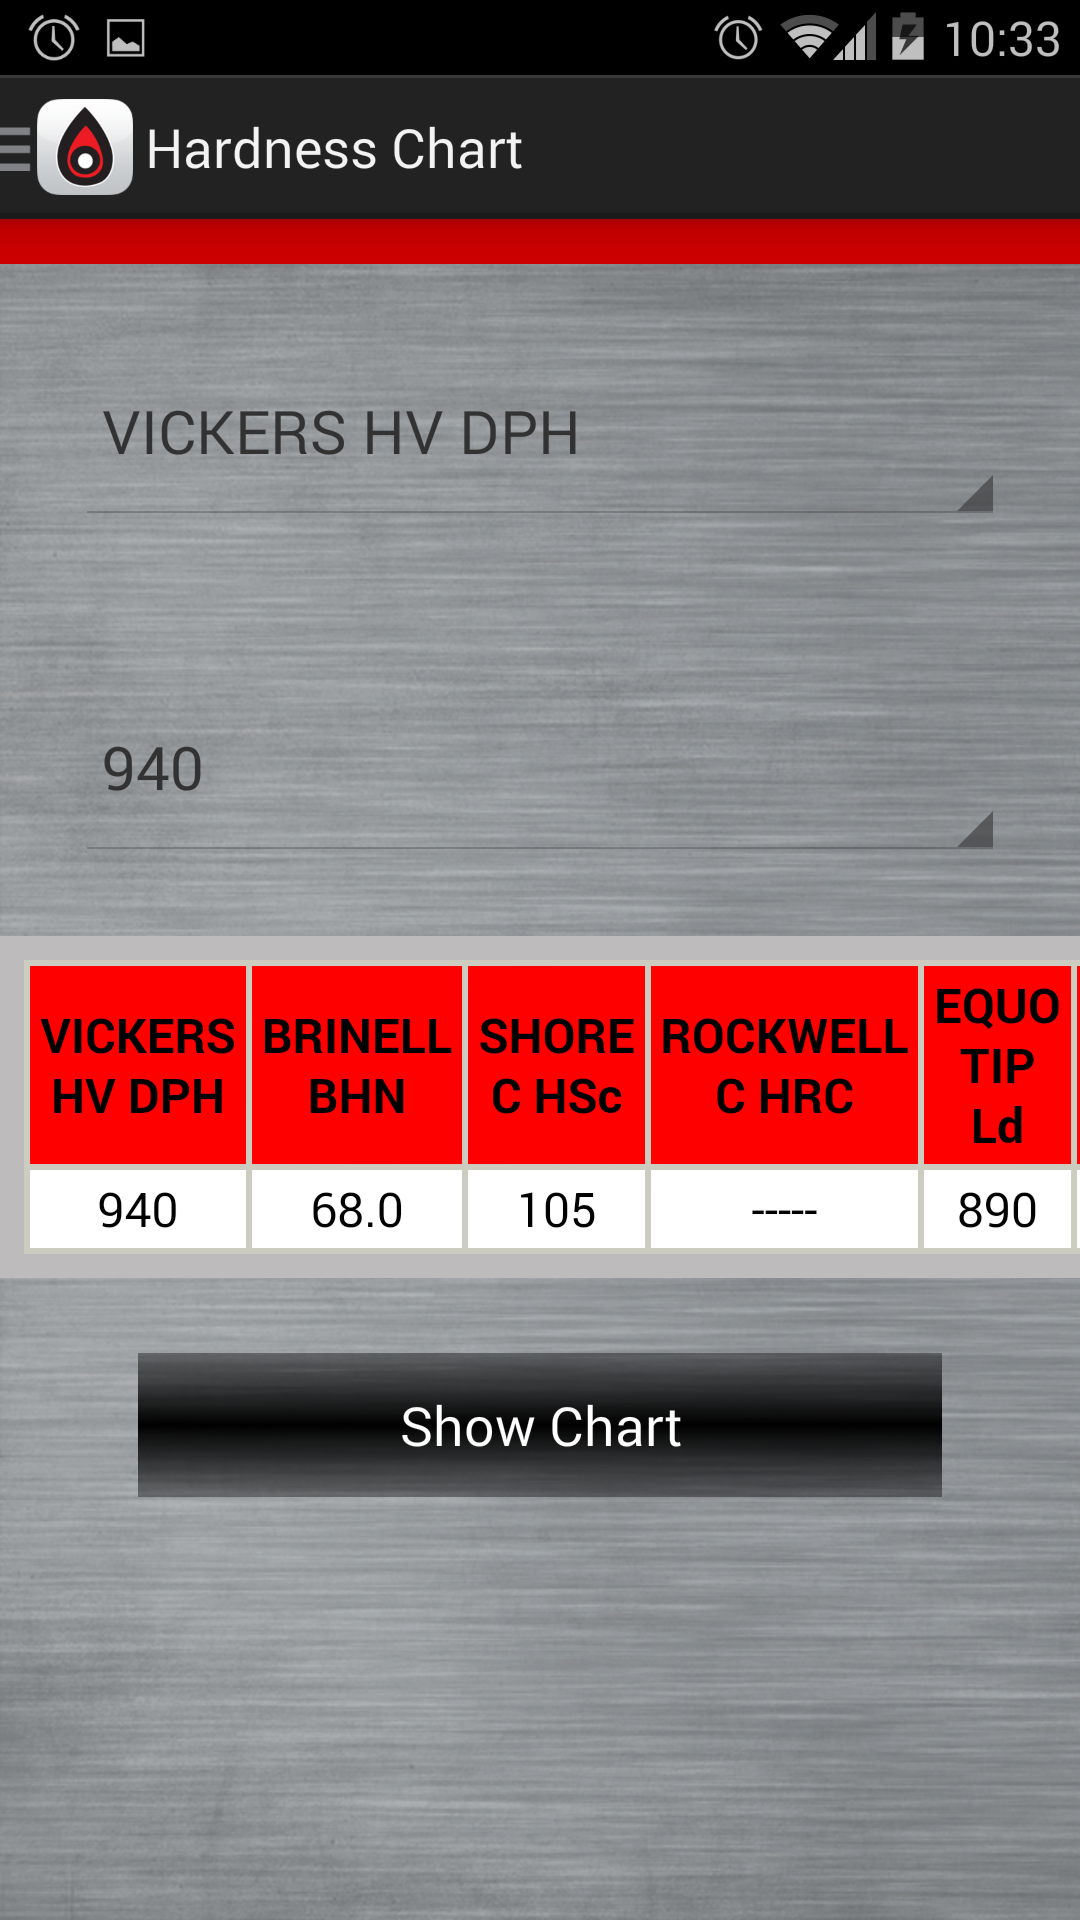 10:33
Hardness Chart
VICKERS HV DPH
940
VICKERS HV DPH
BRINELL BHN
SHORE C HSc
ROCKWELL C HRC
EQUO TIP Ld
940 68.0 105 ----- 890
Show Chart